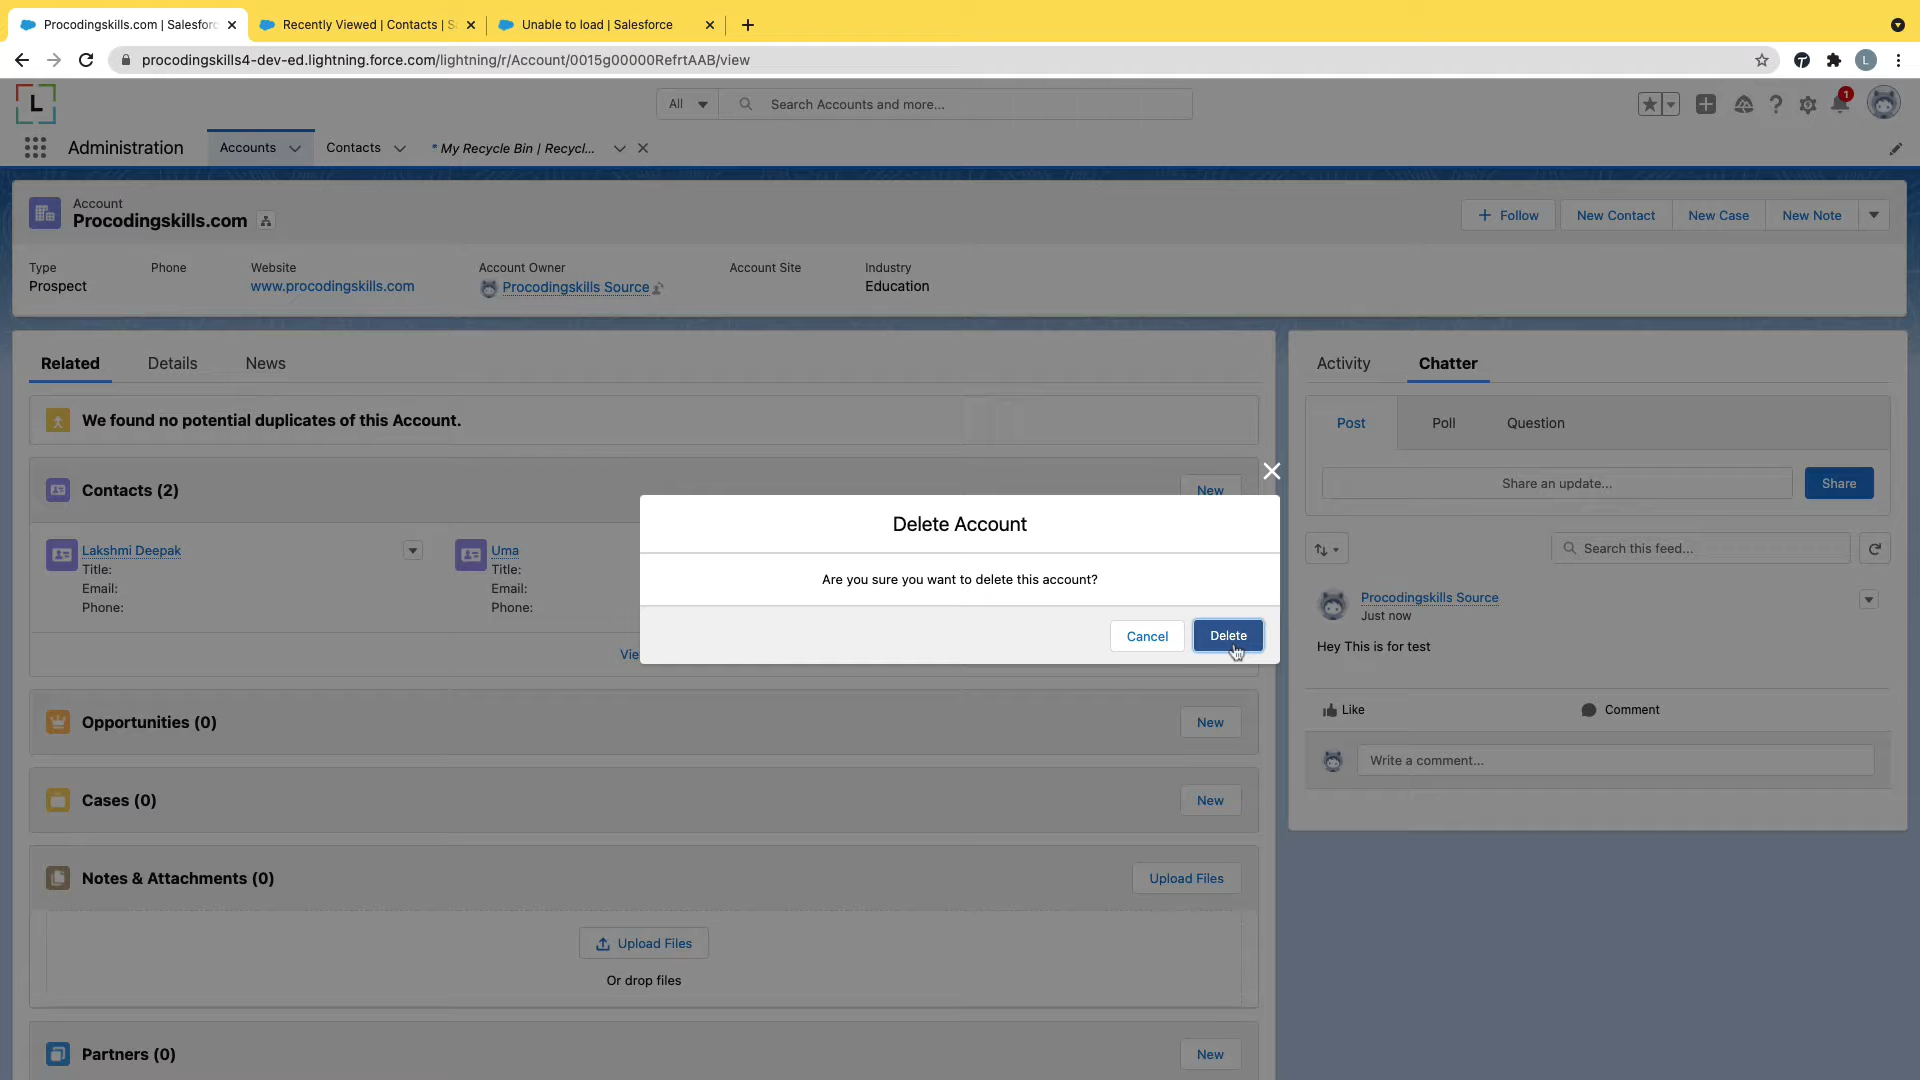 Procodingskills.com | Salesforc
Recently Viewed | Contacts | S
Unable to load | Salesforce
procodingskills4-dev-ed.lightning.force.com/lightning/r/Account/0015g00000RefrtAAB/view
L
L
All
Search Accounts and more...
1
Administration
Accounts
Contacts
* My Recycle Bin | Recycl...
Account
Procodingskills.com
Follow
New Contact
New Case
New Note
Type
Phone
Website
Account Owner
Account Site
Industry
Prospect
www.procodingskills.com
Procodingskills Source
Education
Related
Details
News
Activity
Chatter
We found no potential duplicates of this Account.
Post
Poll
Question
Share an update...
Share
Contacts (2)
New
Delete Account
Are you sure you want to delete this account?
Cancel
Delete
Lakshmi Deepak
Title:
Email:
Phone:
Uma
Title:
Email:
Phone:
Search this feed...
Procodingskills Source
Just now
Hey This is for test
Like
Comment
Write a comment...
Opportunities (0)
New
Cases (0)
New
Notes & Attachments (0)
Upload Files
Upload Files
Or drop files
Partners (0)
New